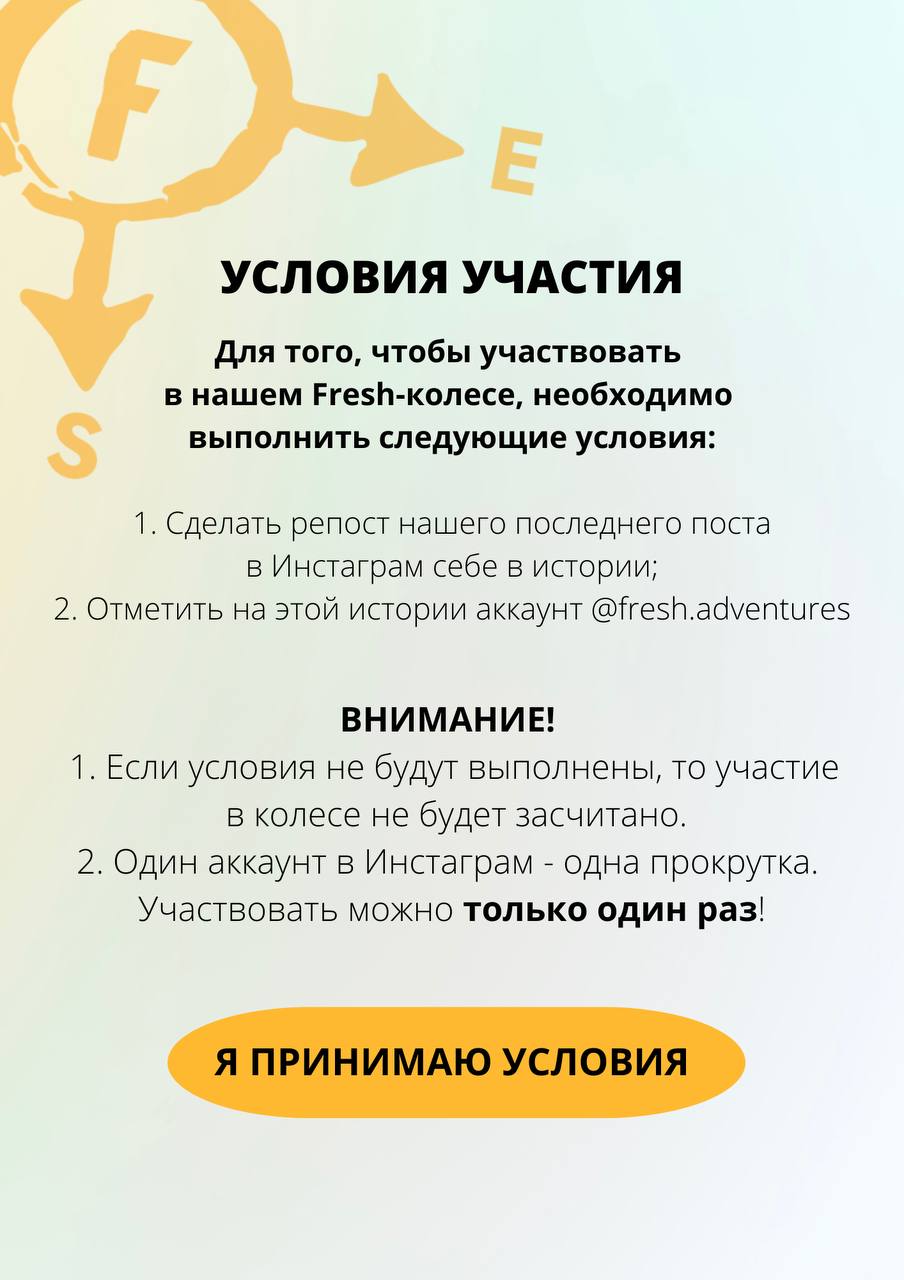 F
E
S
УСЛОВИЯ УЧАСТИЯ
Для того, чтобы участвовать
в нашем Fresh-колесе, необходимо
выполнить следующие условия:
1. Сделать репост нашего последнего поста
в Инстаграм себе в истории;
2. Отметить на этой истории аккаунт @fresh.adventures
ВНИМАНИЕ!
1. Если условия не будут выполнены, то участие
в колесе не будет засчитано.
2. Один аккаунт в Инстаграм - одна прокрутка.
Участвовать можно только один раз!
Я ПРИНИМАЮ УСЛОВИЯ